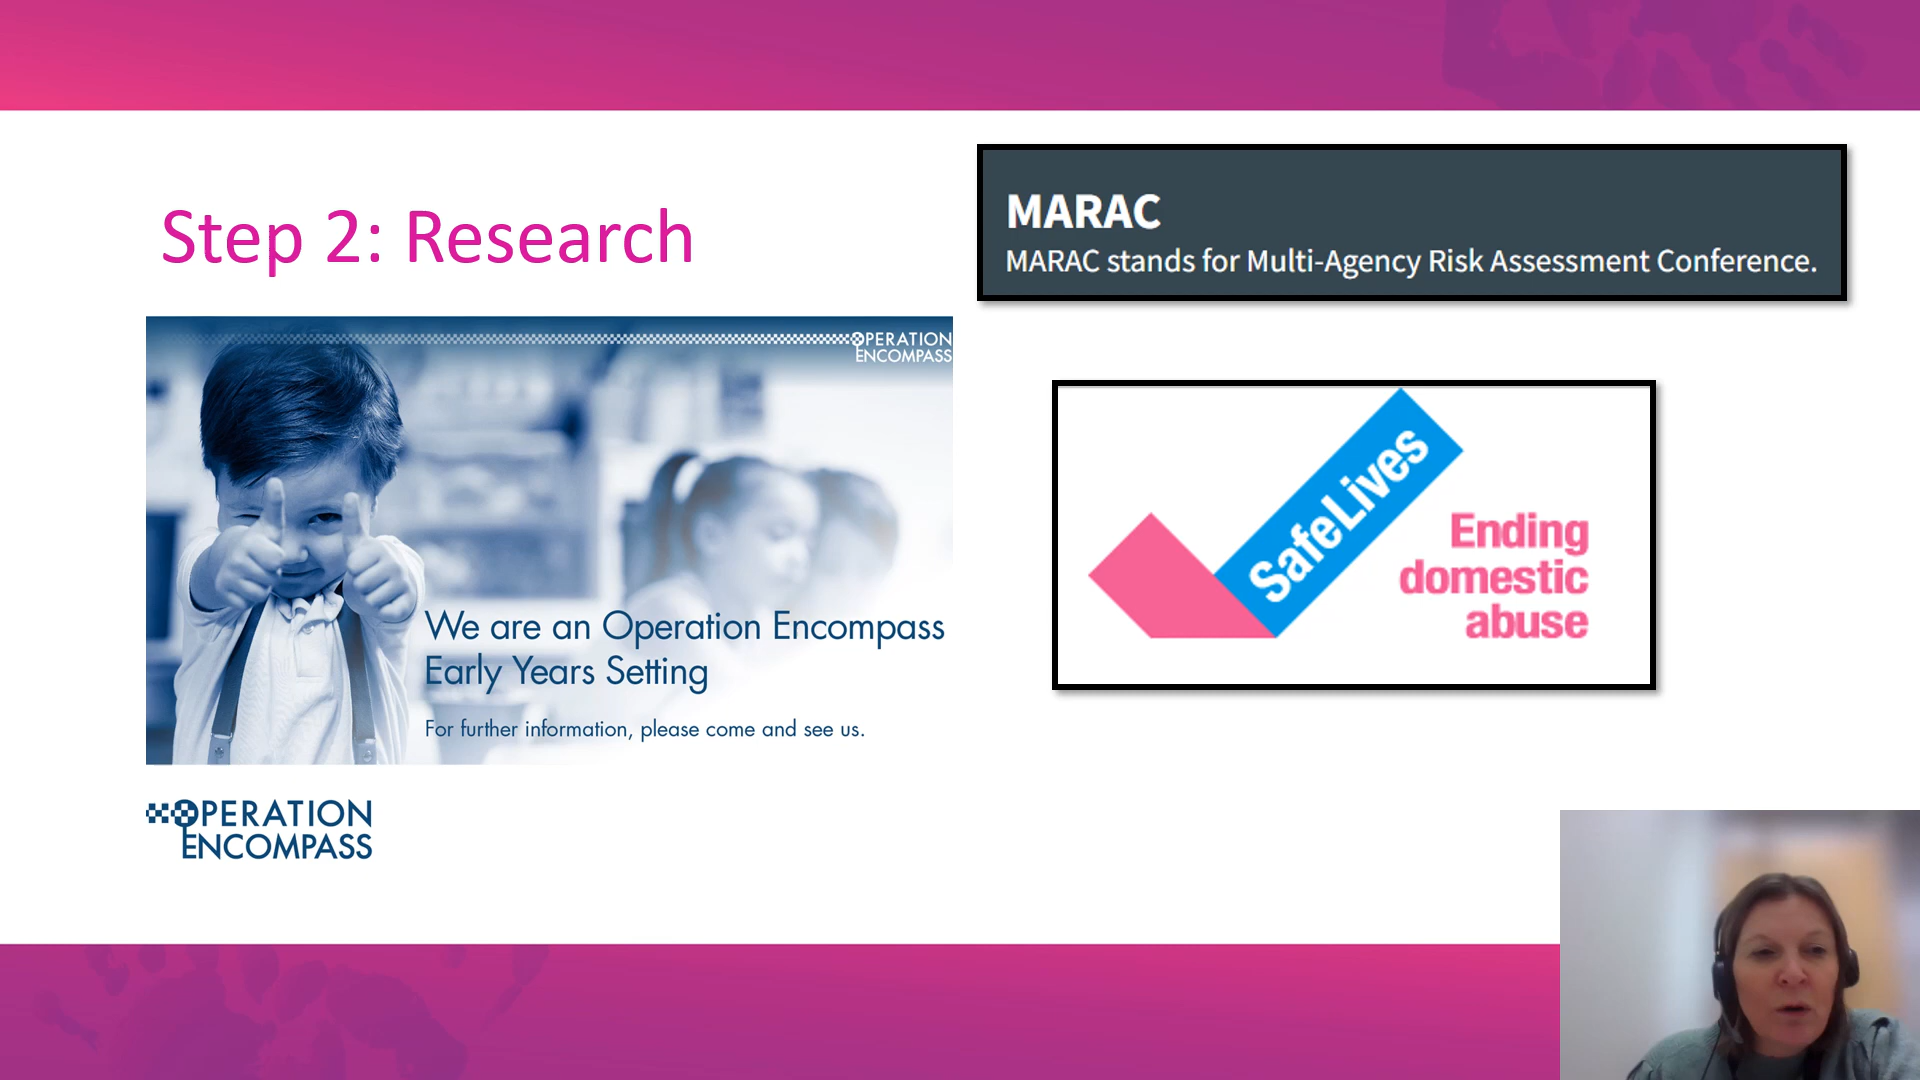 Step 2: Research
MARAC
MARAC stands for Multi-Agency Risk Assessment Conference.
OPERATION
ENCOMPASS
We are an Operation Encompass
Early Years Setting
For further information, please come and see us.
SafeLives
Ending
domestic
abuse
OPERATION
ENCOMPASS